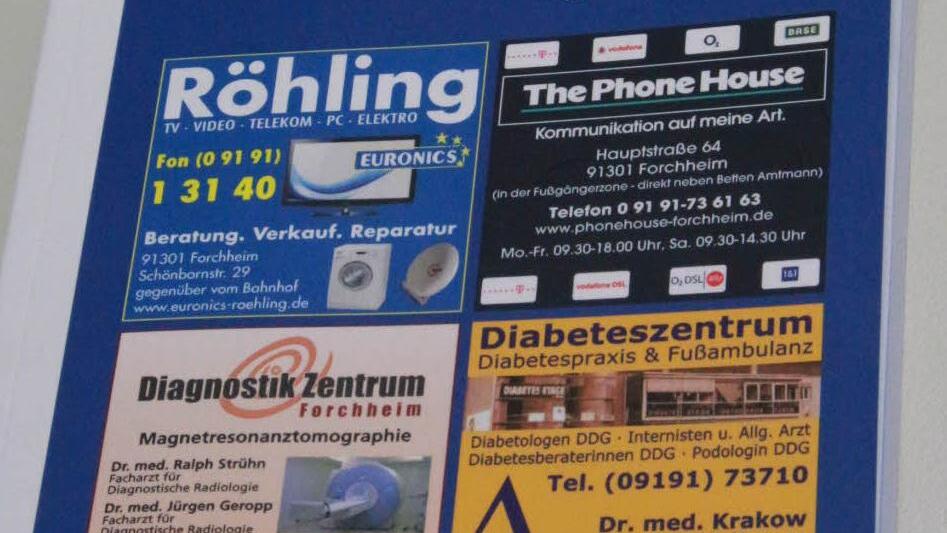 Röhling
TV · VIDEO · TELEKOM · PC · ELEKTRO
Fon (0 91 91)
1 31 40
EURONICS
Beratung. Verkauf. Reparatur
91301 Forchheim
Schönbornstr. 29
gegenüber vom Bahnhof
www.euronics-roehling.de
T
vodafone
O2
BASE
The Phone House
Kommunikation auf meine Art.
Hauptstraße 64
91301 Forchheim
(in der Fußgängerzone - direkt neben Betten Amtmann)
Telefon 0 91 91-73 61 63
www.phonehouse-forchheim.de
Mo.-Fr. 09.30-18.00 Uhr, Sa. 09.30-14.30 Uhr
T
vodafone DSL
O2 DSL
1&1
Diagnostik Zentrum
Forchheim
Magnetresonanztomographie
Dr. med. Ralph Strühn
Facharzt für
Diagnostische Radiologie
Dr. med. Jürgen Geropp
Facharzt für
Diagnostische Radiologie
Diabeteszentrum
Diabetespraxis & Fußambulanz
DIABETES ETAGE
Diabetologen DDG · Internisten u. Allg. Arzt
Diabetesberaterinnen DDG · Podologin DDG
Tel. (09191) 73710
Dr. med. Krakow